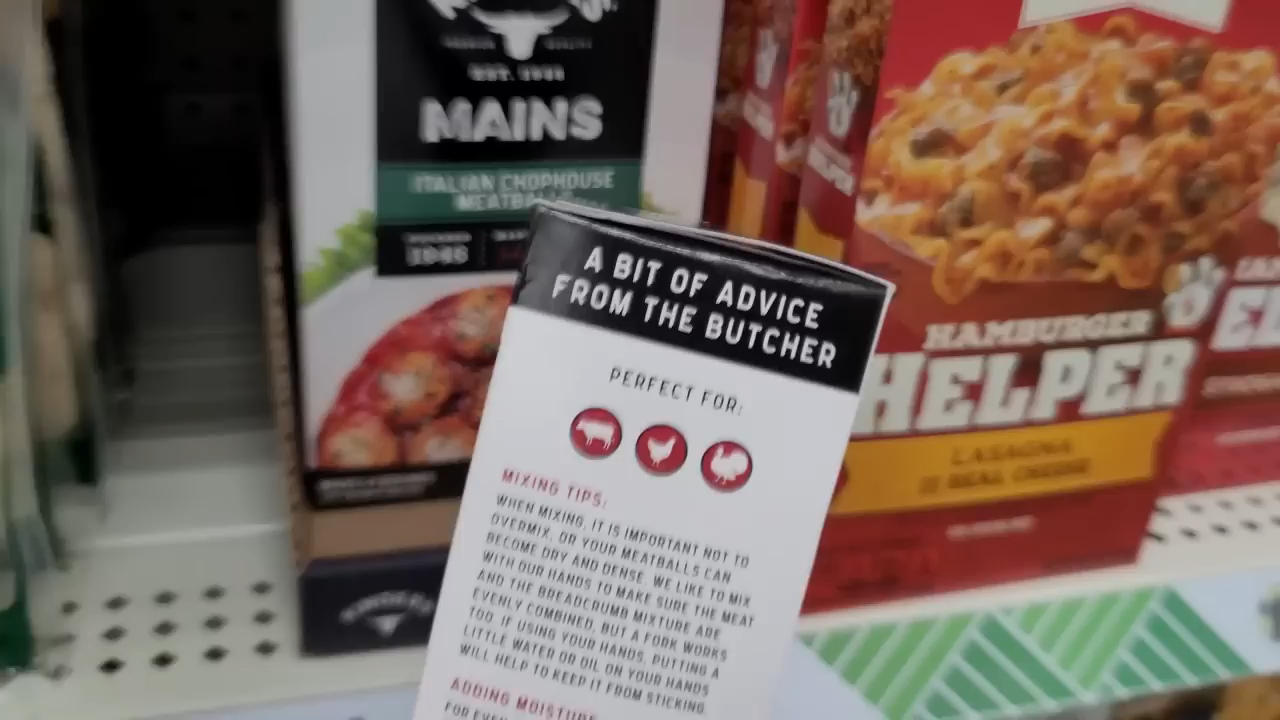 MAINS
ITALIAN CHOPHOUSE
MEATBALLS
A BIT OF ADVICE
FROM THE BUTCHER
PERFECT FOR:
MIXING TIPS:
WHEN MIXING, IT IS IMPORTANT NOT TO
OVERMIX, OR YOUR MEATBALLS CAN
BECOME DRY AND DENSE. WE LIKE TO MIX
WITH OUR HANDS TO MAKE SURE THE MEAT
AND THE BREADCRUMB MIXTURE ARE
EVENLY COMBINED, BUT A FORK WORKS
TOO. IF USING YOUR HANDS, PUTTING A
LITTLE WATER OR OIL ON YOUR HANDS
WILL HELP TO KEEP IT FROM STICKING.
ADDING MOISTURE
HAMBURGER
HELPER
LASAGNA
REAL CHEESE